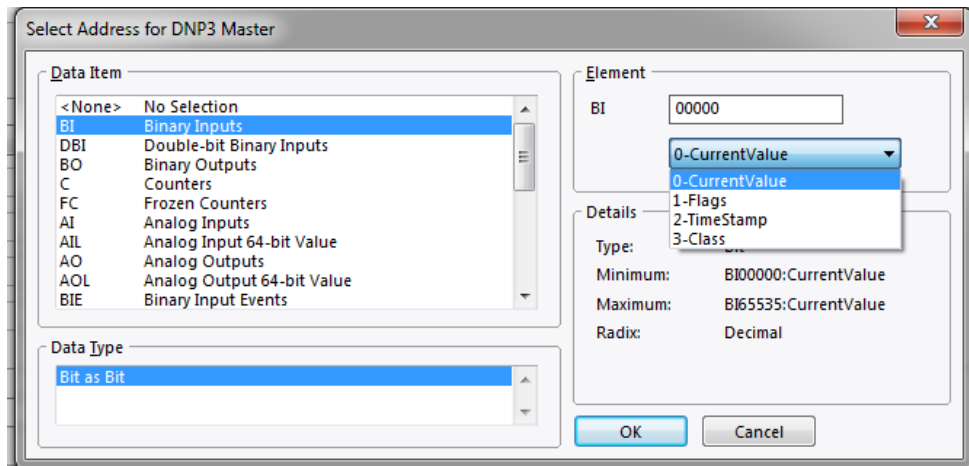 Select Address for DNP3 Master
Data Item
<None> No Selection
BI Binary Inputs
DBI Double-bit Binary Inputs
BO Binary Outputs
C Counters
FC Frozen Counters
AI Analog Inputs
AIL Analog Input 64-bit Value
AO Analog Outputs
AOL Analog Output 64-bit Value
BIE Binary Input Events
Data Type
Bit as Bit
Element
BI 00000
0-CurrentValue
0-CurrentValue
1-Flags
2-TimeStamp
3-Class
Details
Type:
Minimum: BI00000:CurrentValue
Maximum: BI65535:CurrentValue
Radix: Decimal
OK Cancel